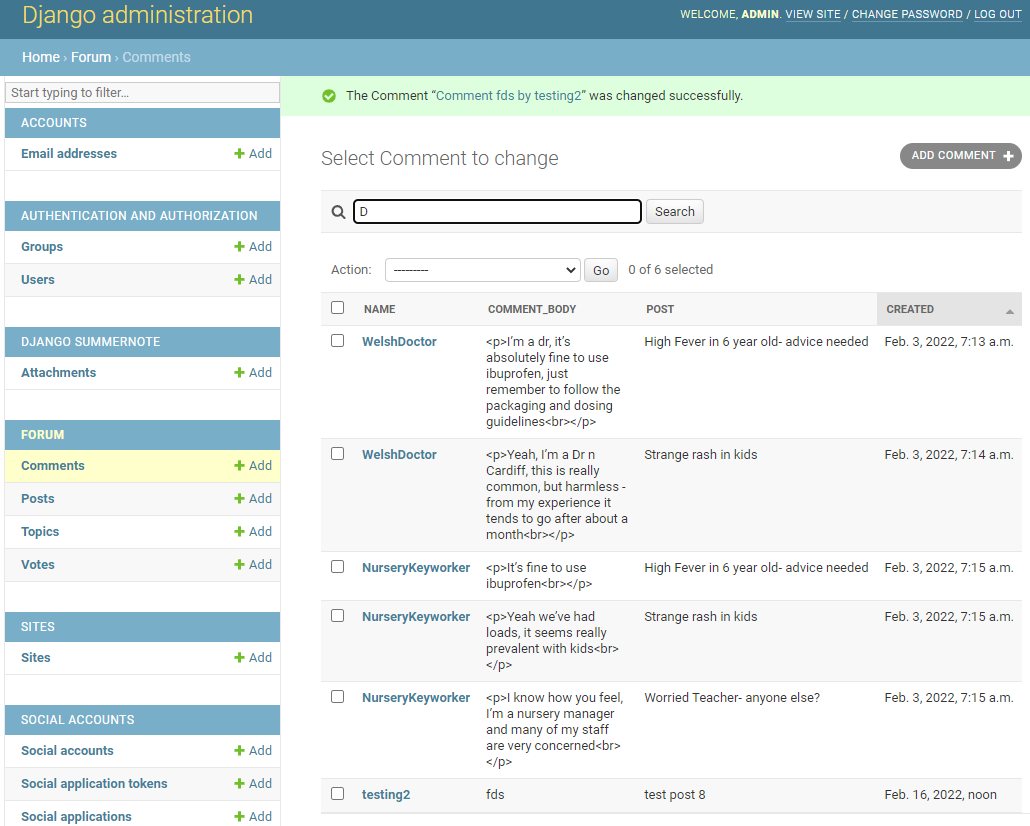 Django administration
WELCOME, ADMIN. VIEW SITE / CHANGE PASSWORD / LOG OUT
Home › Forum › Comments
Start typing to filter...
ACCOUNTS
Email addresses + Add
AUTHENTICATION AND AUTHORIZATION
Groups + Add
Users + Add
DJANGO SUMMERNOTE
Attachments + Add
FORUM
Comments + Add
Posts + Add
Topics + Add
Votes + Add
SITES
Sites + Add
SOCIAL ACCOUNTS
Social accounts + Add
Social application tokens + Add
Social applications + Add
The Comment “Comment fds by testing2” was changed successfully.
Select Comment to change
ADD COMMENT +
D
Search
Action: --------- Go 0 of 6 selected
NAME COMMENT_BODY POST CREATED
WelshDoctor <p>I’m a dr, it’s High Fever in 6 year old- advice needed Feb. 3, 2022, 7:13 a.m.
absolutely fine to use
ibuprofen, just
remember to follow the
packaging and dosing
guidelines<br></p>
WelshDoctor <p>Yeah, I’m a Dr n Strange rash in kids Feb. 3, 2022, 7:14 a.m.
Cardiff, this is really
common, but harmless -
from my experience it
tends to go after about a
month<br></p>
NurseryKeyworker <p>It’s fine to use High Fever in 6 year old- advice needed Feb. 3, 2022, 7:15 a.m.
ibuprofen<br></p>
NurseryKeyworker <p>Yeah we’ve had Strange rash in kids Feb. 3, 2022, 7:15 a.m.
loads, it seems really
prevalent with kids<br>
</p>
NurseryKeyworker <p>I know how you feel, Worried Teacher- anyone else? Feb. 3, 2022, 7:15 a.m.
I’m a nursery manager
and many of my staff
are very concerned<br>
</p>
testing2 fds test post 8 Feb. 16, 2022, noon